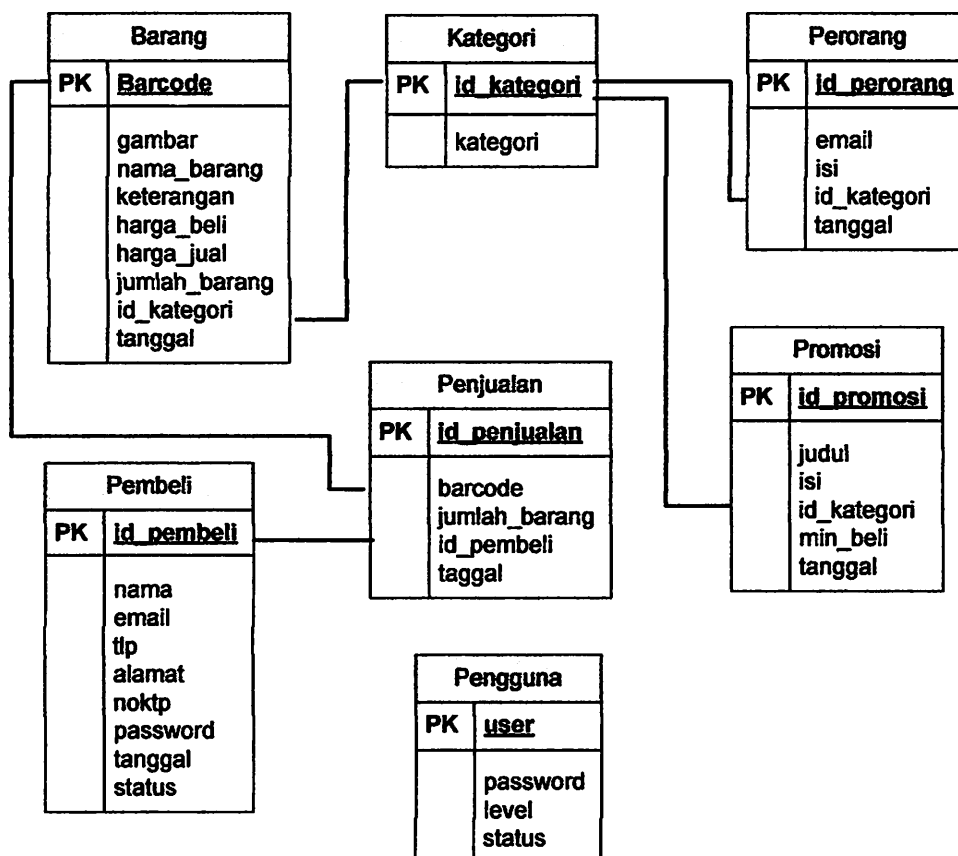 Barang
PK Barcode
gambar
nama_barang
keterangan
harga_beli
harga_jual
jumlah_barang
id_kategori
tanggal
Kategori
PK id_kategori
kategori
Perorang
PK id_perorang
email
isi
id_kategori
tanggal
Penjualan
PK id_penjualan
barcode
jumlah_barang
id_pembeli
taggal
Promosi
PK id_promosi
judul
isi
id_kategori
min_beli
tanggal
Pembeli
PK id_pembeli
nama
email
tlp
alamat
noktp
password
tanggal
status
Pengguna
PK user
password
level
status